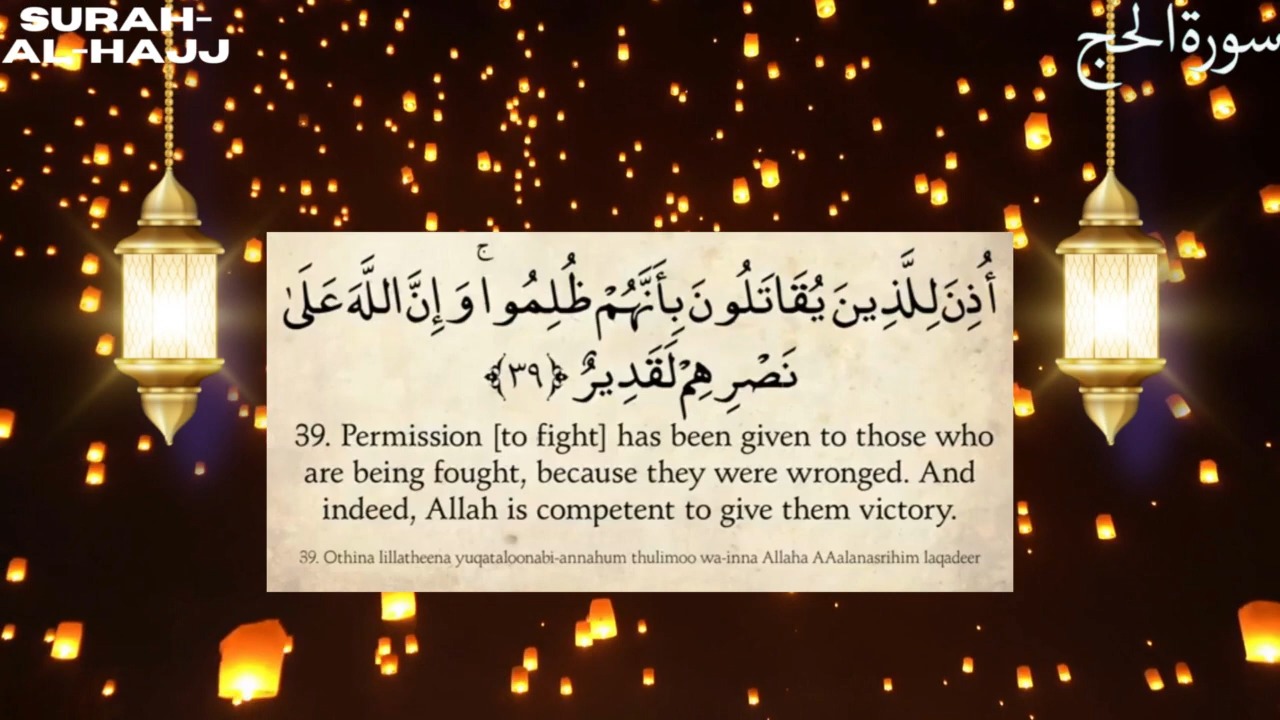 SURAH-
AL-HAJJ
سورة الحج
أُذِنَ لِلَّذِينَ يُقَاتَلُونَ بِأَنَّهُمْ ظُلِمُوا ۚ وَإِنَّ اللَّهَ عَلَىٰ
نَصْرِهِمْ لَقَدِيرٌ ﴿٣٩﴾
39. Permission [to fight] has been given to those who
are being fought, because they were wronged. And
indeed, Allah is competent to give them victory.
39. Othina lillatheena yuqataloonabi-annahum thulimoo wa-inna Allaha AAalanasrihim laqadeer